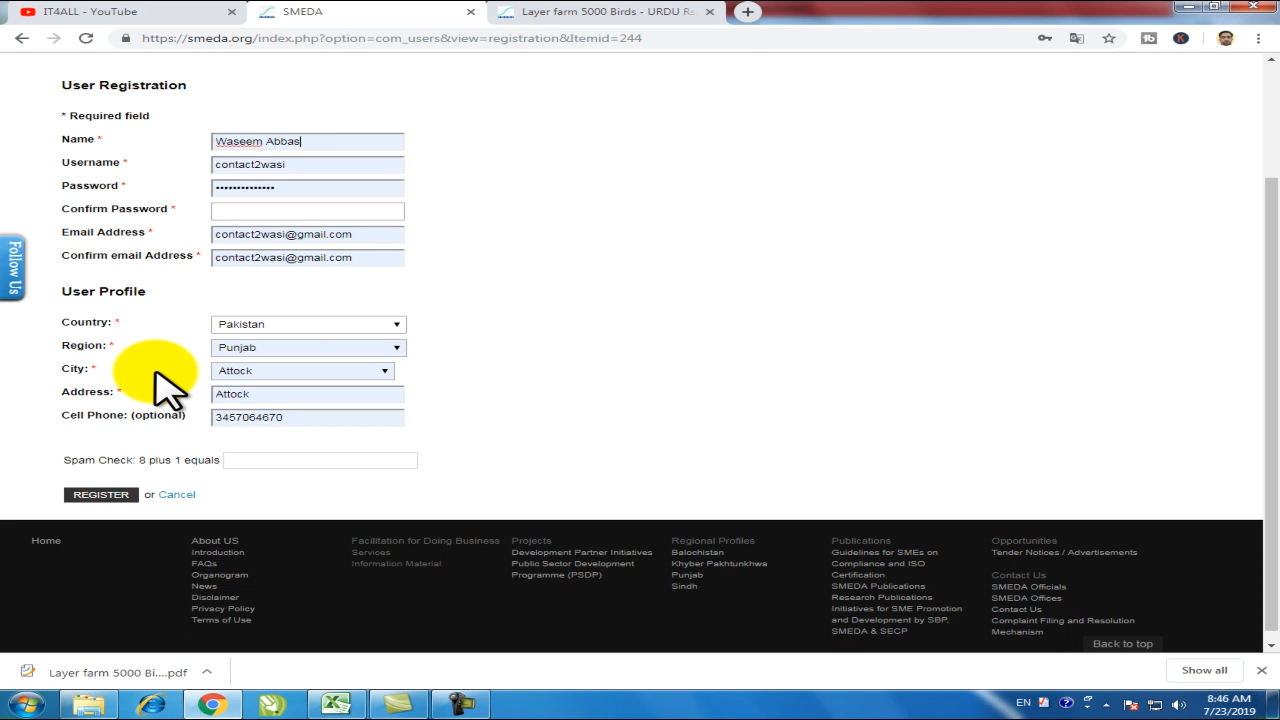 IT4ALL - YouTube
SMEDA
Layer farm 5000 Birds - URDU Rs
https://smeda.org/index.php?option=com_users&view=registration&Itemid=244
User Registration
* Required field
Name *
Waseem Abbas
Username *
contact2wasi
Password *
••••••••••••••
Confirm Password *
Email Address *
contact2wasi@gmail.com
Confirm email Address *
contact2wasi@gmail.com
Follow Us
User Profile
Country: *
Pakistan
Region: *
Punjab
City: *
Attock
Address: *
Attock
Cell Phone: (optional)
3457064670
Spam Check: 8 plus 1 equals
REGISTER or Cancel
Home
About US
Introduction
FAQs
Organogram
News
Disclaimer
Privacy Policy
Terms of Use
Facilitation for Doing Business
Services
Information Material
Projects
Development Partner Initiatives
Public Sector Development
Programme (PSDP)
Regional Profiles
Balochistan
Khyber Pakhtunkhwa
Punjab
Sindh
Publications
Guidelines for SMEs on
Compliance and ISO
Certification
SMEDA Publications
Research Publications
Initiatives for SME Promotion
and Development by SBP,
SMEDA & SECP
Opportunities
Tender Notices / Advertisements
Contact Us
SMEDA Officials
SMEDA Offices
Contact Us
Complaint Filing and Resolution
Mechanism
Back to top
Layer farm 5000 Bi....pdf
Show all
EN
8:46 AM
7/23/2019